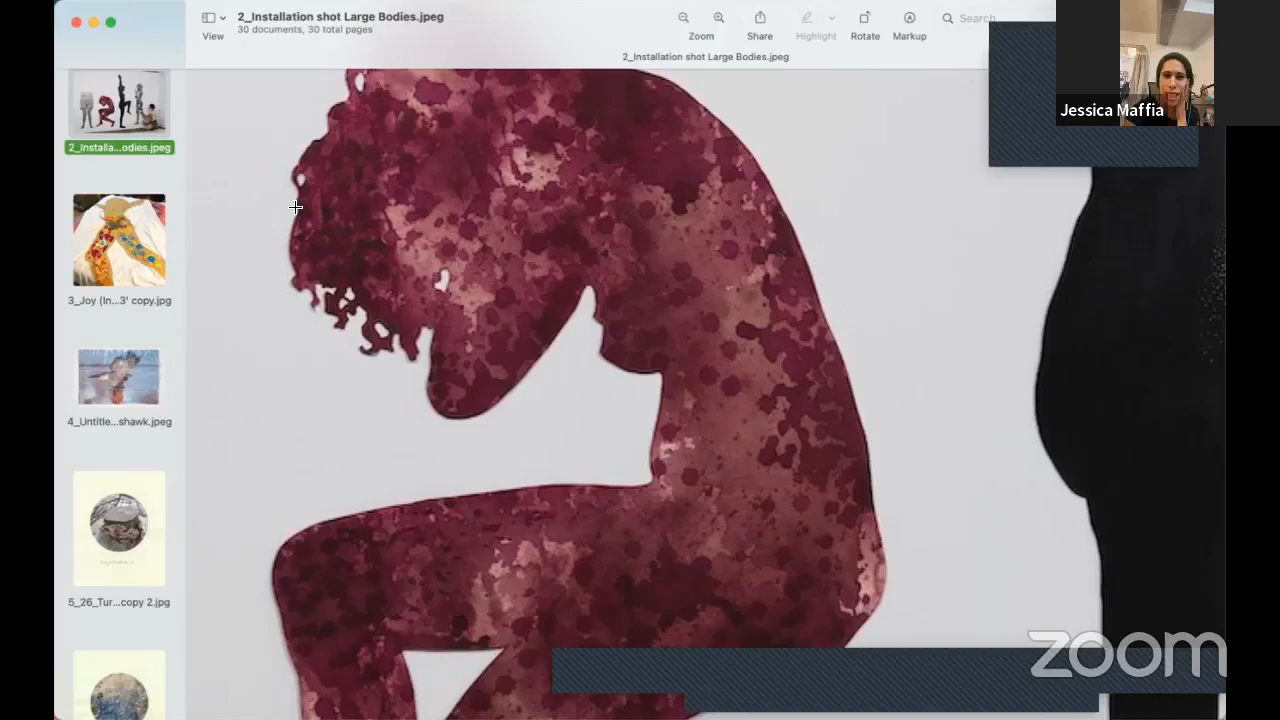 2_Installation shot Large Bodies.jpeg
30 documents, 30 total pages
View
Zoom
Share
Highlight
Rotate
Markup
Search
2_Installation shot Large Bodies.jpeg
Jessica Maffia
2_Installa...odies.jpeg
3_Joy (In...3' copy.jpg
4_Untitle...shawk.jpeg
5_26_Tur...copy 2.jpg
zoom